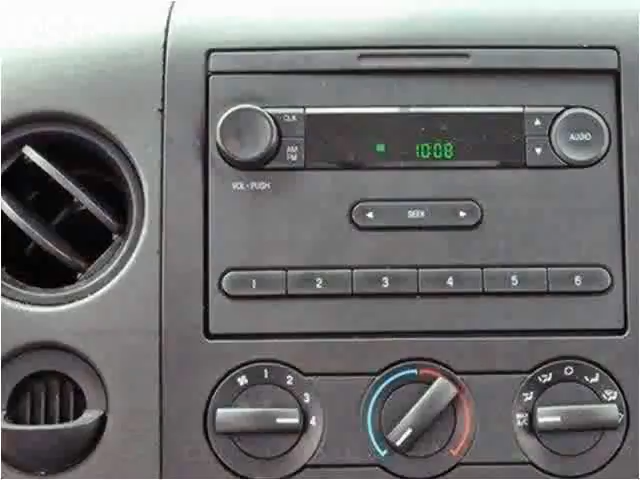 CLK
AM
FM
10:08
AUDIO
VOL - PUSH
SEEK
1 2 3 4 5 6
1 2 3 4
MAX
A/C